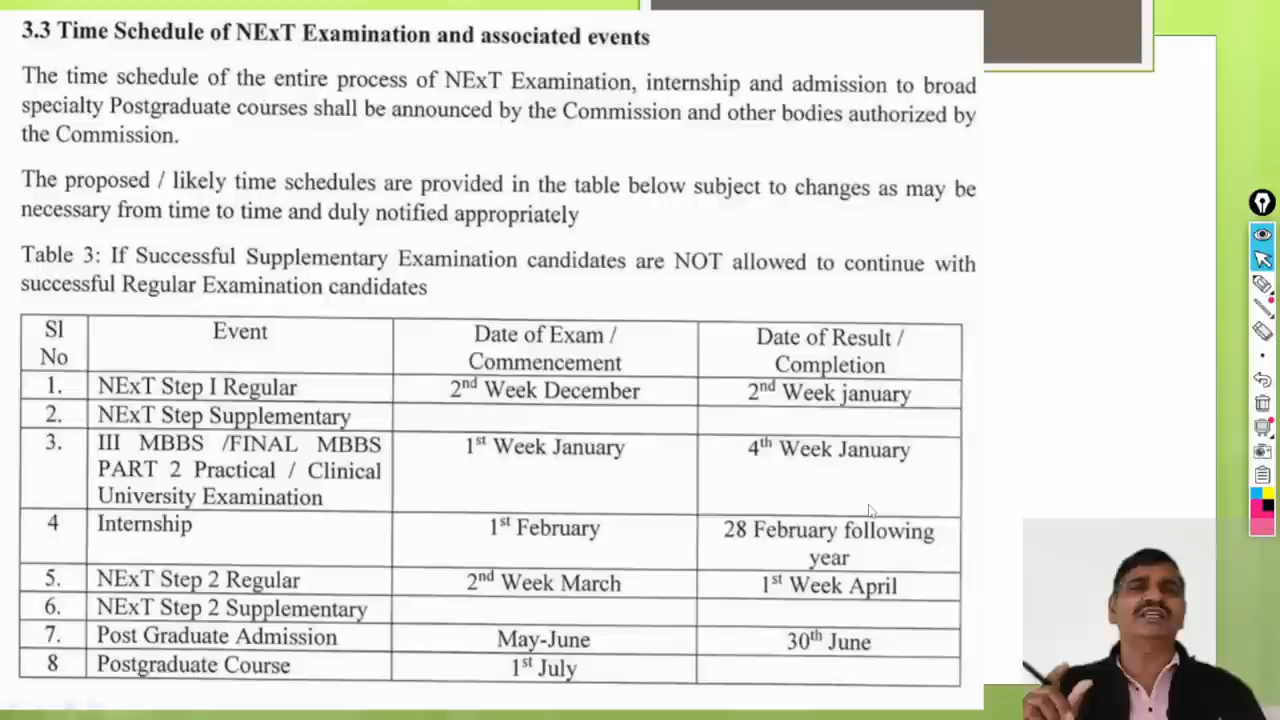 3.3 Time Schedule of NExT Examination and associated events
The time schedule of the entire process of NExT Examination, internship and admission to broad
specialty Postgraduate courses shall be announced by the Commission and other bodies authorized by
the Commission.
The proposed / likely time schedules are provided in the table below subject to changes as may be
necessary from time to time and duly notified appropriately
Table 3: If Successful Supplementary Examination candidates are NOT allowed to continue with
successful Regular Examination candidates
Sl No Event Date of Exam / Commencement Date of Result / Completion
1. NExT Step I Regular 2nd Week December 2nd Week january
2. NExT Step Supplementary
3. III MBBS /FINAL MBBS 1st Week January 4th Week January
PART 2 Practical / Clinical
University Examination
4 Internship 1st February 28 February following
year
5. NExT Step 2 Regular 2nd Week March 1st Week April
6. NExT Step 2 Supplementary
7. Post Graduate Admission May-June 30th June
8 Postgraduate Course 1st July